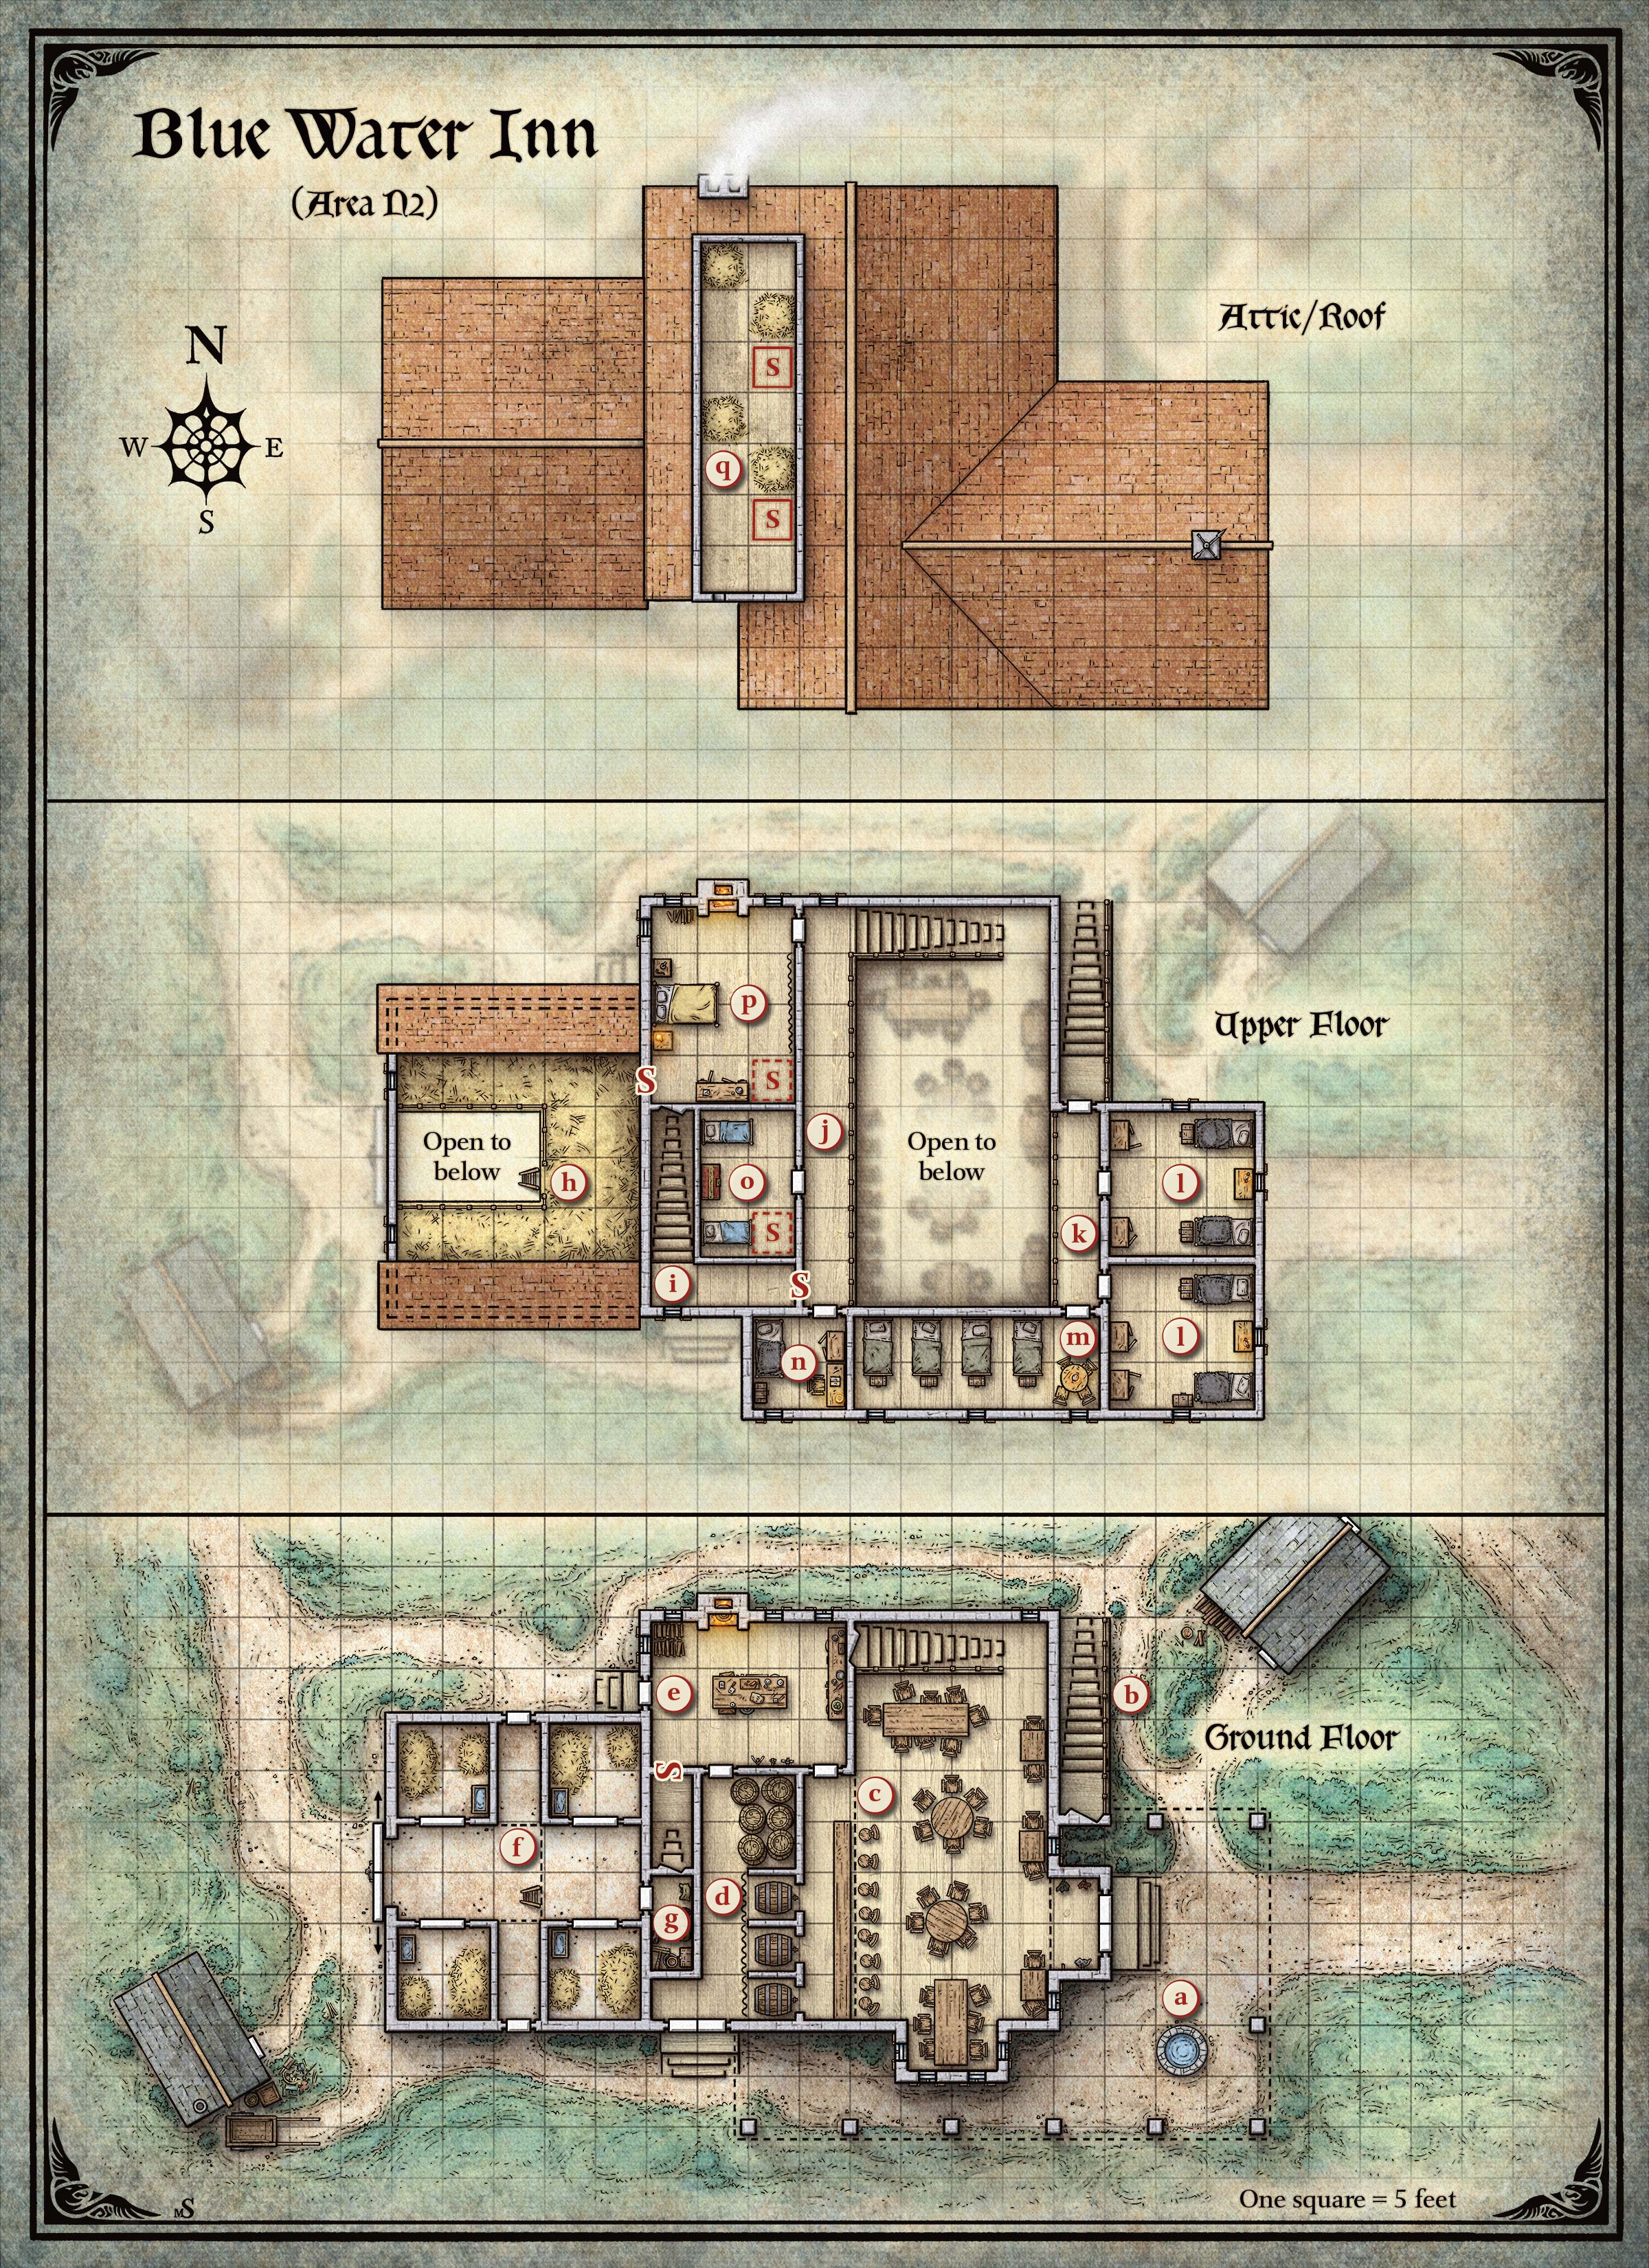 Blue Water Inn
(Area N2)
N
W
E
S
Attic/Roof
S
q
S
Upper Floor
p
S
S
Open to
below
h
o
j
Open to
below
l
S
k
i
S
n
m
l
Ground Floor
e
b
S
c
f
d
g
a
One square = 5 feet
MS